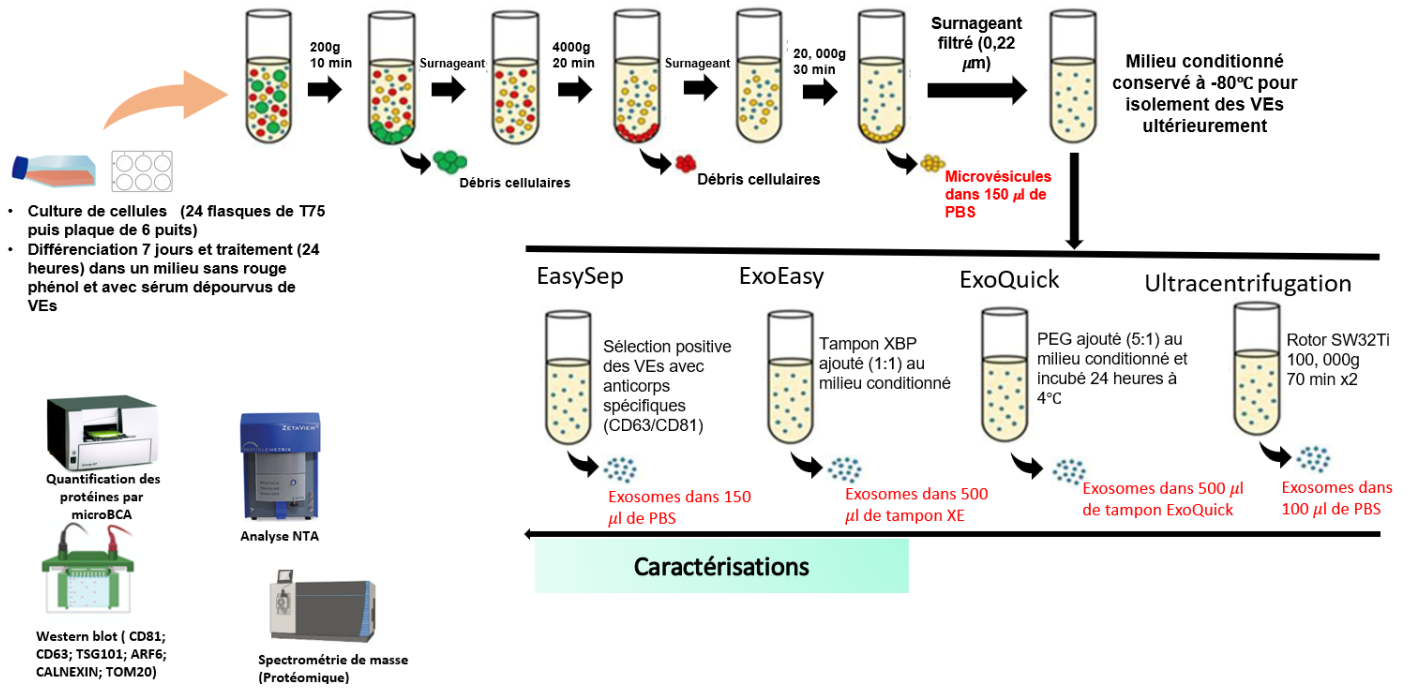 200g
10 min
Surnageant
4000g
20 min
Surnageant
20, 000g
30 min
Surnageant
filtré (0,22
μm)
Milieu conditionné
conservé à -80℃ pour
isolement des VEs
ultérieurement
Débris cellulaires
Débris cellulaires
Microvésicules
dans 150 μl de
PBS
• Culture de cellules (24 flasques de T75
puis plaque de 6 puits)
• Différenciation 7 jours et traitement (24
heures) dans un milieu sans rouge
phénol et avec sérum dépourvus de
VEs
EasySep
Sélection positive
des VEs avec
anticorps
spécifiques
(CD63/CD81)
Exosomes dans 150
μl de PBS
ExoEasy
Tampon XBP
ajouté (1:1) au
milieu conditionné
Exosomes dans 500
μl de tampon XE
ExoQuick
PEG ajouté (5:1) au
milieu conditionné et
incubé 24 heures à
4℃
Exosomes dans 500 μl
de tampon ExoQuick
Ultracentrifugation
Rotor SW32Ti
100, 000g
70 min x2
Exosomes dans
100 μl de PBS
Caractérisations
Quantification des
protéines par
microBCA
ZETAVIEW
Analyse NTA
Western blot ( CD81;
CD63; TSG101; ARF6;
CALNEXIN; TOM20)
Spectrométrie de masse
(Protéomique)